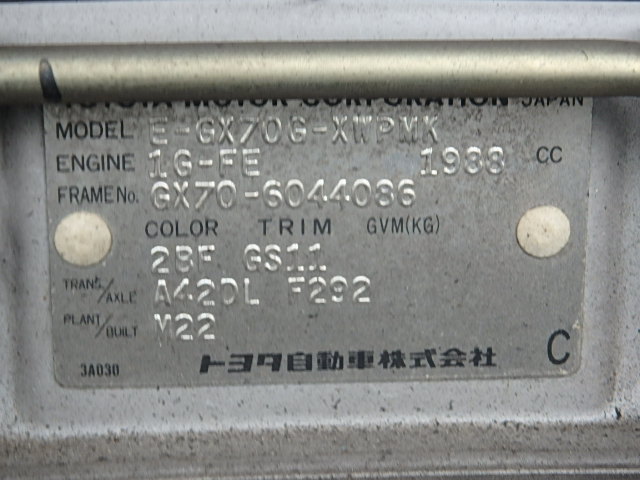 TOYOTA MOTOR CORPORATION JAPAN
MODEL E-GX70G-XWPMK
ENGINE 1G-FE 1988 CC
FRAME No. GX70-6044086
COLOR TRIM GVM(KG)
2BF GS11
TRANS/AXLE A42DL F292
PLANT/BUILT M22
3A030 トヨタ自動車株式会社 C